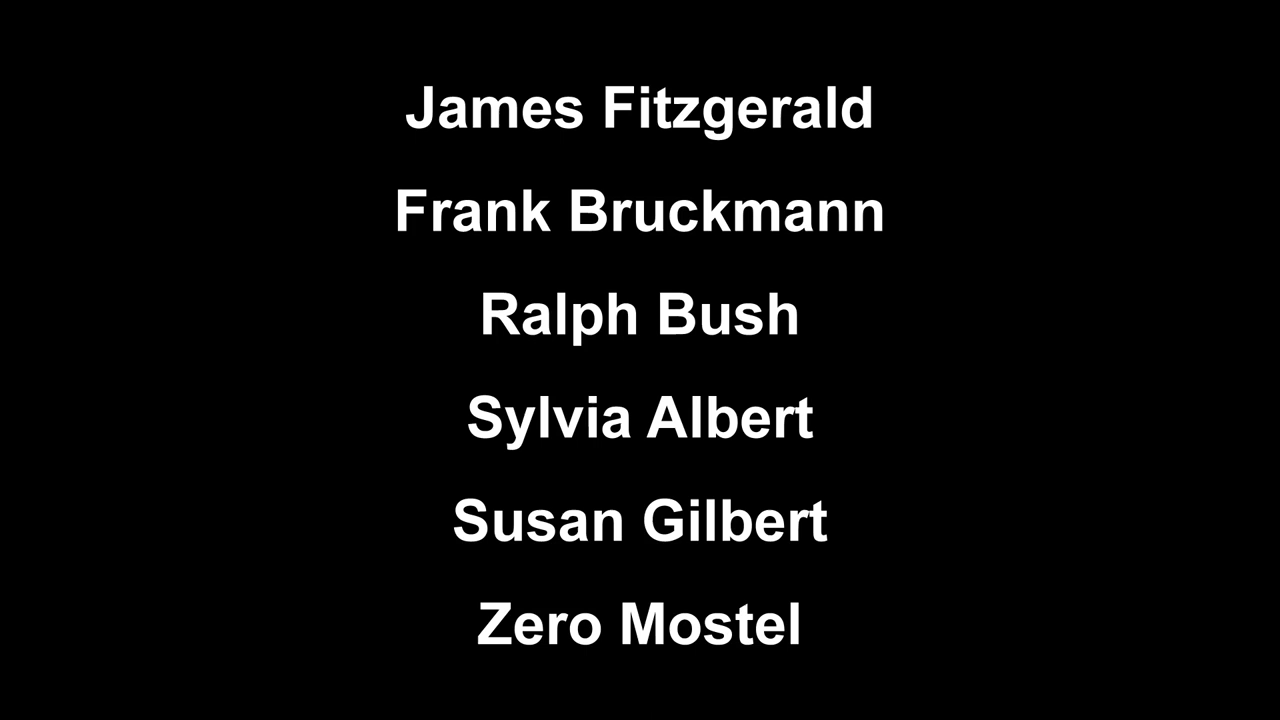 James Fitzgerald
Frank Bruckmann
Ralph Bush
Sylvia Albert
Susan Gilbert
Zero Mostel